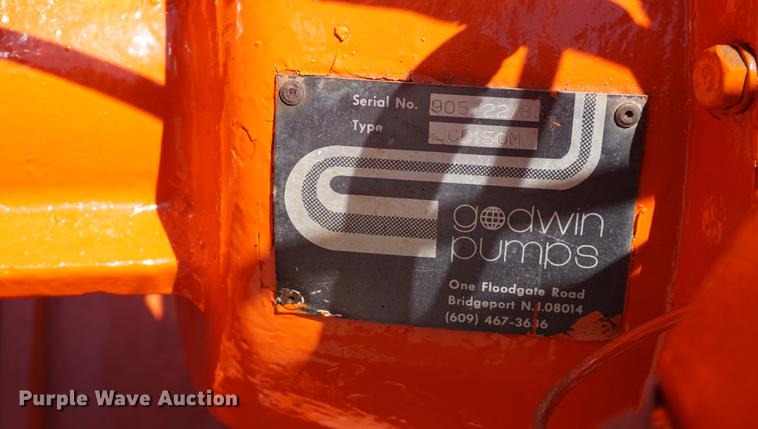 Serial No.
Type
godwin
pumps
One Floodgate Road
Bridgeport N.J.08014
(609) 467-3636
Purple Wave Auction